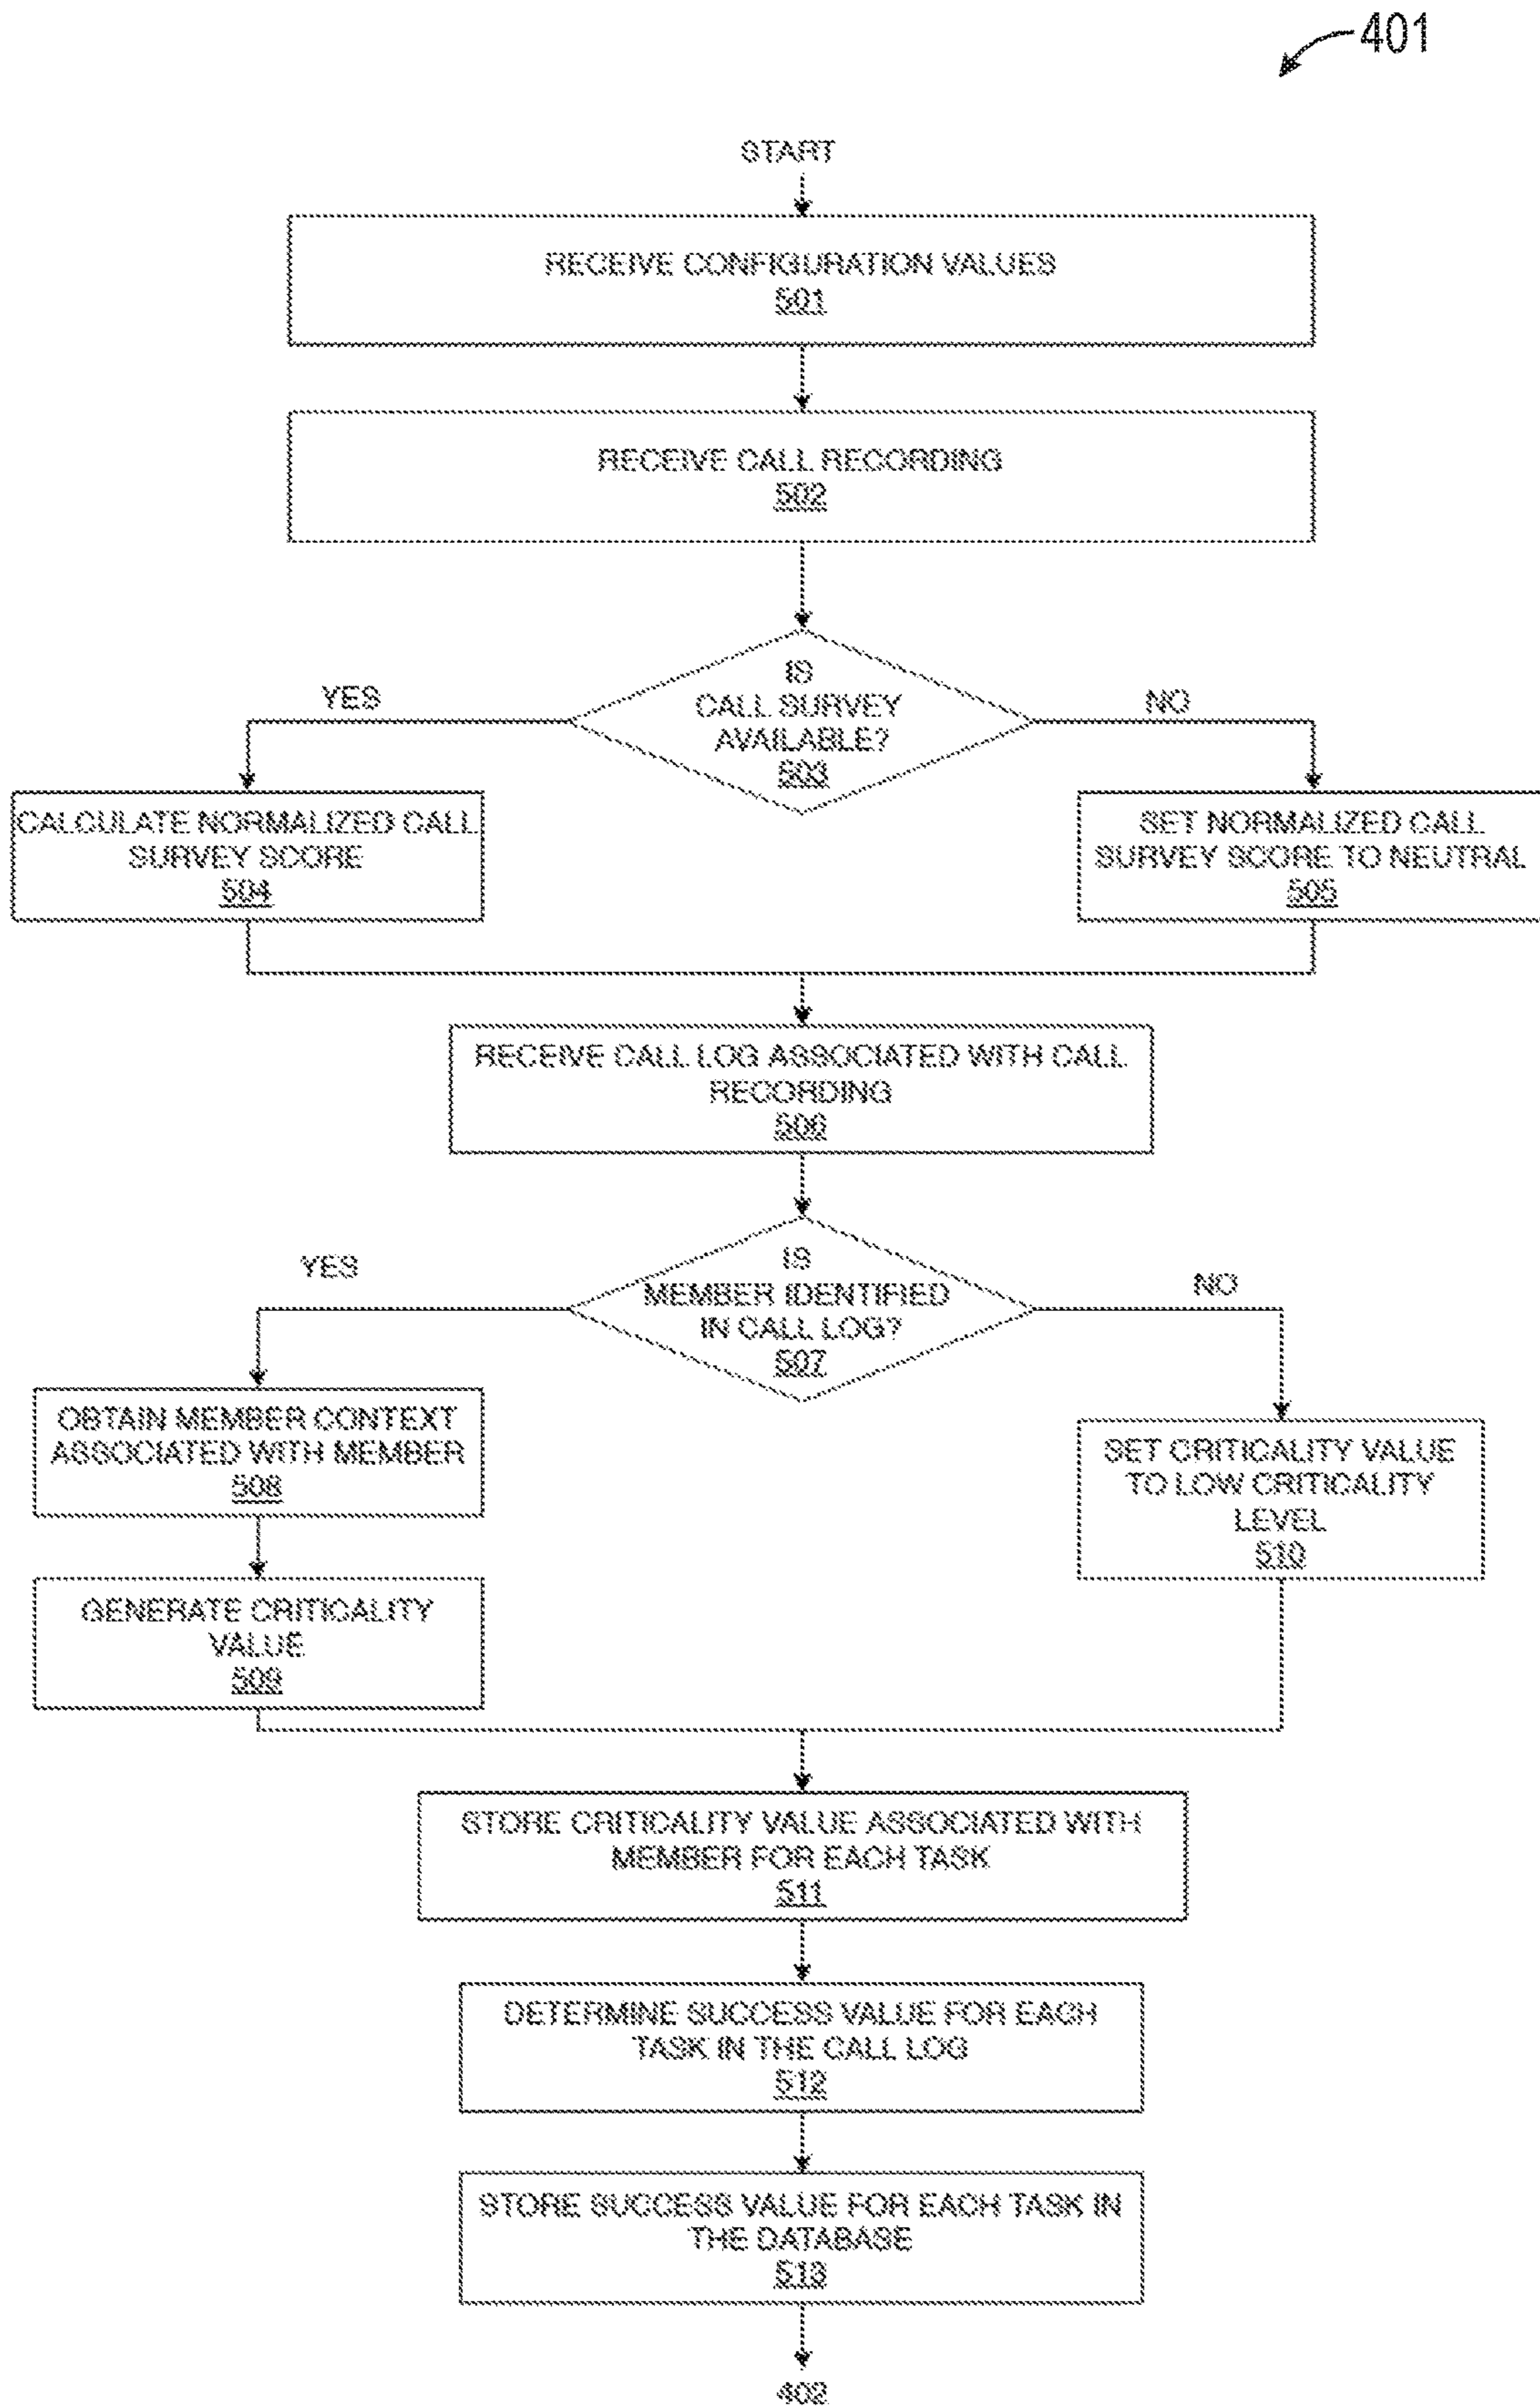 401
START
RECEIVE CONFIGURATION VALUES
501
RECEIVE CALL RECORDING
502
IS
CALL SURVEY
AVAILABLE?
503
YES
NO
CALCULATE NORMALIZED CALL
SURVEY SCORE
504
SET NORMALIZED CALL
SURVEY SCORE TO NEUTRAL
505
RECEIVE CALL LOG ASSOCIATED WITH CALL
RECORDING
506
IS
MEMBER IDENTIFIED
IN CALL LOG?
507
YES
NO
OBTAIN MEMBER CONTEXT
ASSOCIATED WITH MEMBER
508
GENERATE CRITICALITY
VALUE
509
SET CRITICALITY VALUE
TO LOW CRITICALITY
LEVEL
510
STORE CRITICALITY VALUE ASSOCIATED WITH
MEMBER FOR EACH TASK
511
DETERMINE SUCCESS VALUE FOR EACH
TASK IN THE CALL LOG
512
STORE SUCCESS VALUE FOR EACH TASK IN
THE DATABASE
513
402